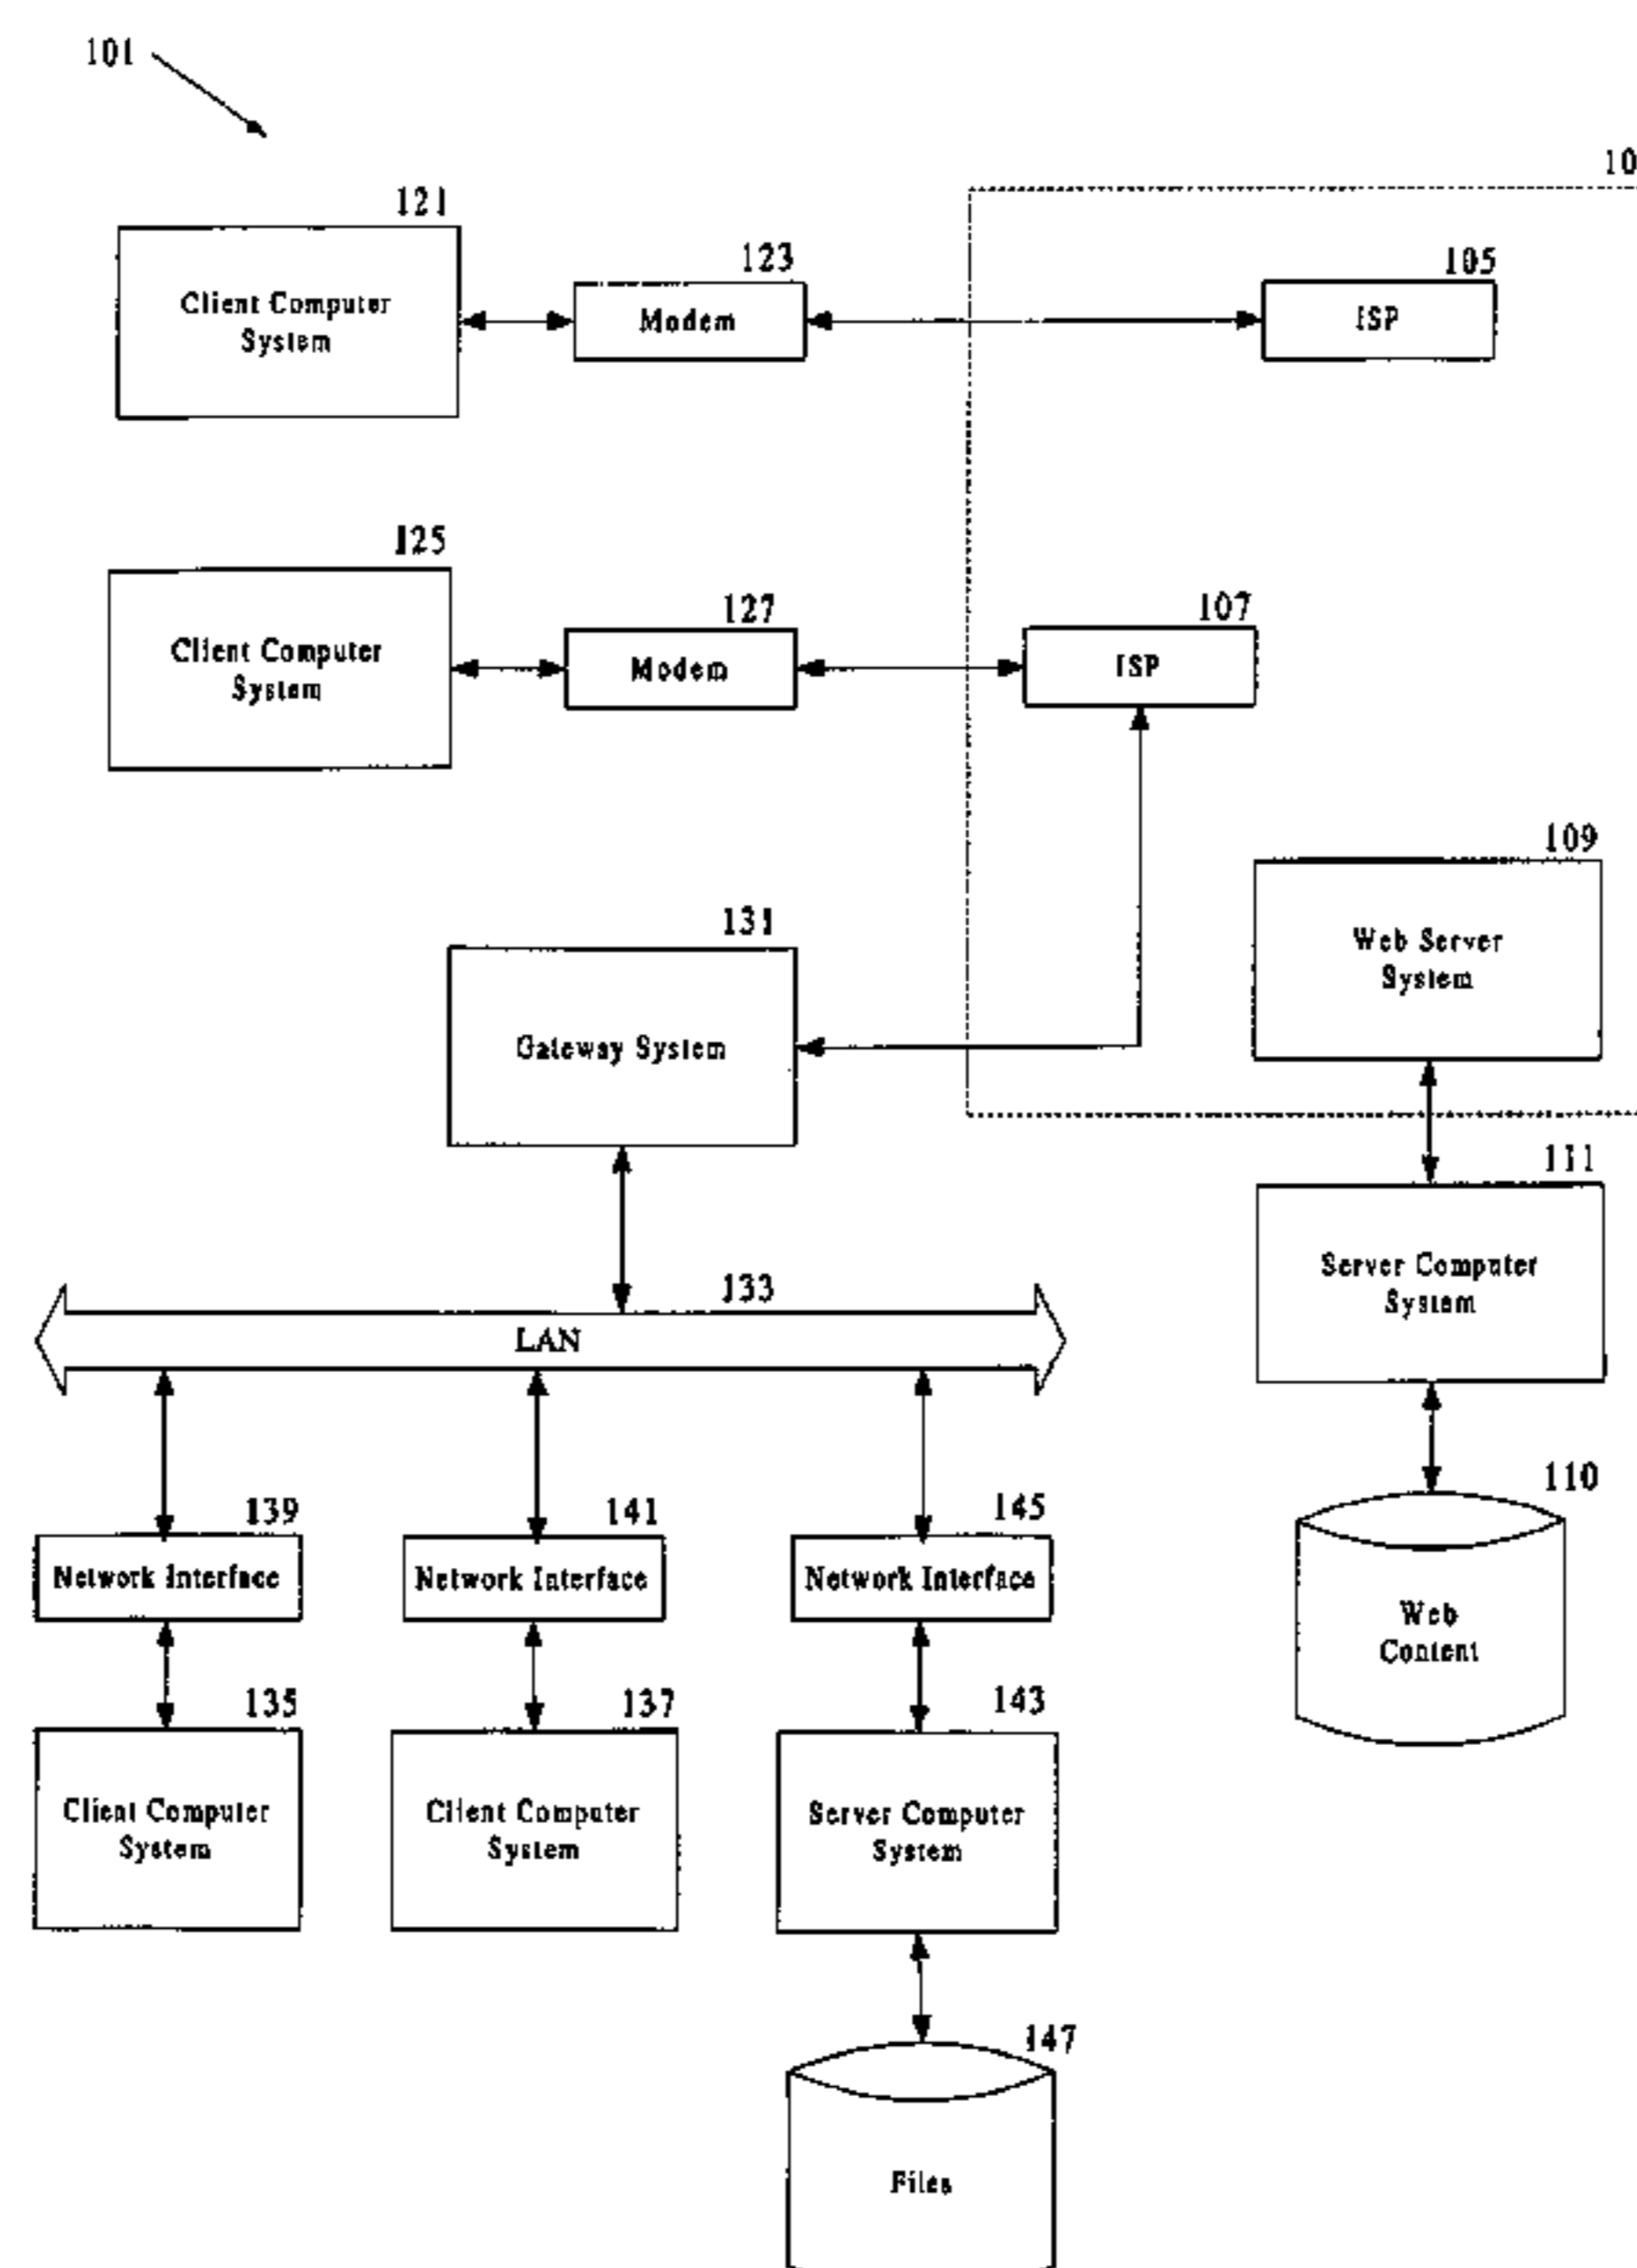 101
10
121
123
105
Client Computer
System
Modem
ISP
125
127
107
Client Computer
System
Modem
ISP
109
131
Web Server
System
Gateway System
111
133
Server Computer
System
LAN
110
139
141
145
Network Interface
Network Interface
Network Interface
Web
Content
135
137
143
Client Computer
System
Client Computer
System
Server Computer
System
147
Files